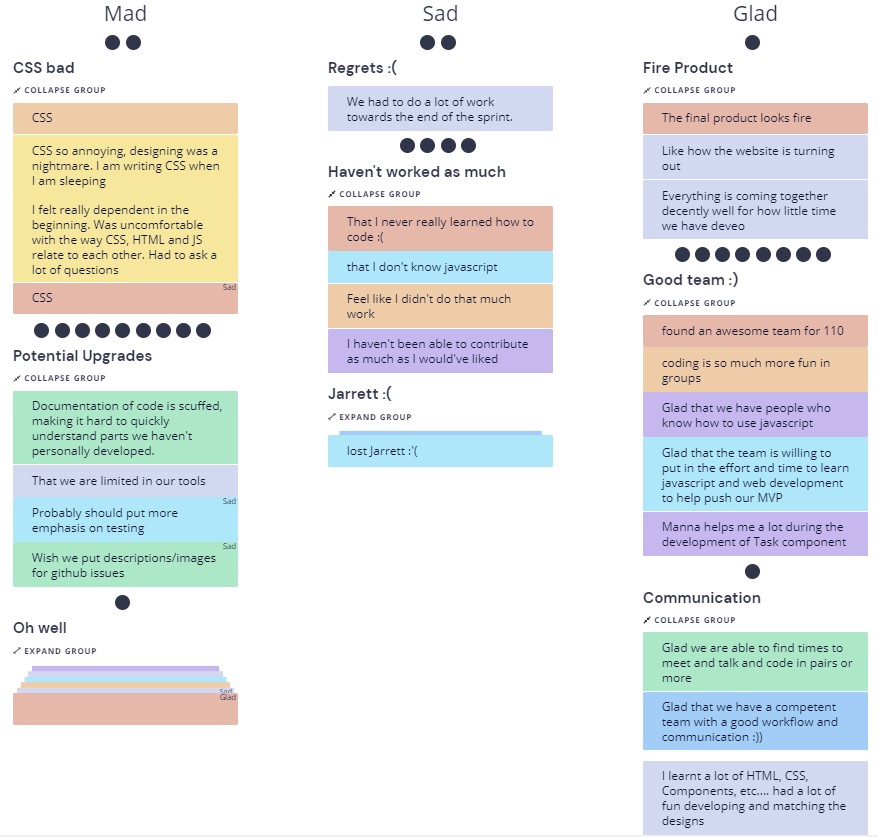 Mad
CSS bad
COLLAPSE GROUP
CSS
CSS so annoying, designing was a
nightmare. I am writing CSS when
I am sleeping
I felt really dependent in the
beginning. Was uncomfortable
with the way CSS, HTML and JS
relate to each other. Had to ask a
lot of questions
Sad
CSS
Potential Upgrades
COLLAPSE GROUP
Documentation of code is scuffed,
making it hard to quickly
understand parts we haven't
personally developed.
That we are limited in our tools
Sad
Probably should put more
emphasis on testing
Sad
Wish we put descriptions/images
for github issues
Oh well
EXPAND GROUP
Sad
Glad
Sad
Regrets :(
We had to do a lot of work
towards the end of the sprint.
Haven't worked as much
COLLAPSE GROUP
That I never really learned how to
code :(
that I don't know javascript
Feel like I didn't do that much
work
I haven't been able to contribute
as much as I would've liked
Jarrett :(
EXPAND GROUP
lost Jarrett :'(
Glad
Fire Product
COLLAPSE GROUP
The final product looks fire
Like how the website is turning
out
Everything is coming together
decently well for how little time
we have deveo
Good team :)
COLLAPSE GROUP
found an awesome team for 110
coding is so much more fun in
groups
Glad that we have people who
know how to use javascript
Glad that the team is willing to
put in the effort and time to learn
javascript and web development
to help push our MVP
Manna helps me a lot during the
development of Task component
Communication
COLLAPSE GROUP
Glad we are able to find times to
meet and talk and code in pairs or
more
Glad that we have a competent
team with a good workflow and
communication :))
I learnt a lot of HTML, CSS,
Components, etc.... had a lot of
fun developing and matching the
designs